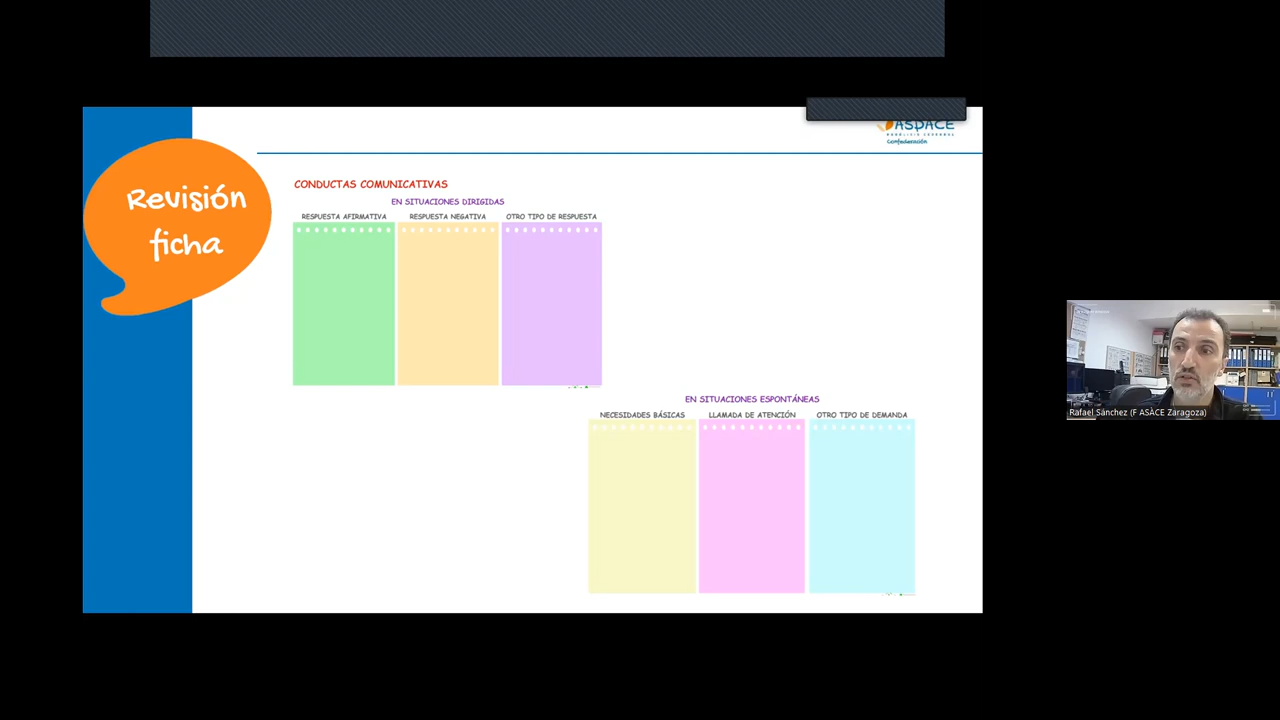 Revisión
ficha
ASPACE
Confederación
CONDUCTAS COMUNICATIVAS
EN SITUACIONES DIRIGIDAS
RESPUESTA AFIRMATIVA RESPUESTA NEGATIVA OTRO TIPO DE RESPUESTA
EN SITUACIONES ESPONTÁNEAS
NECESIDADES BÁSICAS LLAMADA DE ATENCIÓN OTRO TIPO DE DEMANDA
Rafael Sánchez (F ASÀCE Zaragoza)